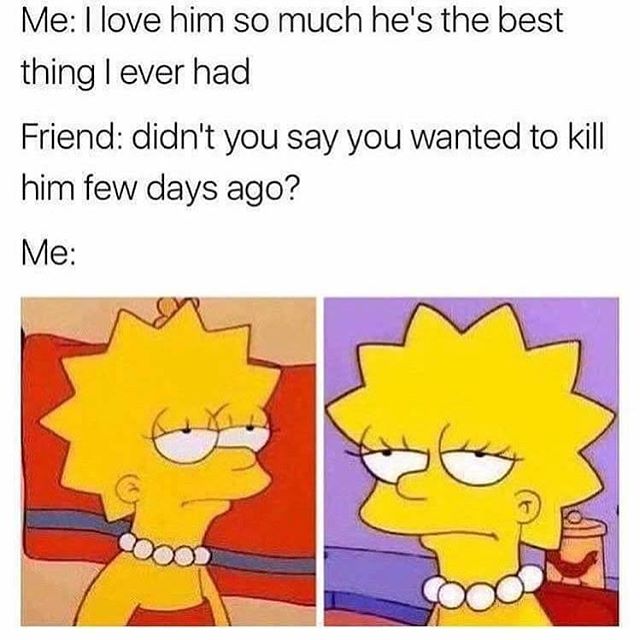 Me: I love him so much he's the best
thing I ever had
Friend: didn't you say you wanted to kill
him few days ago?
Me: